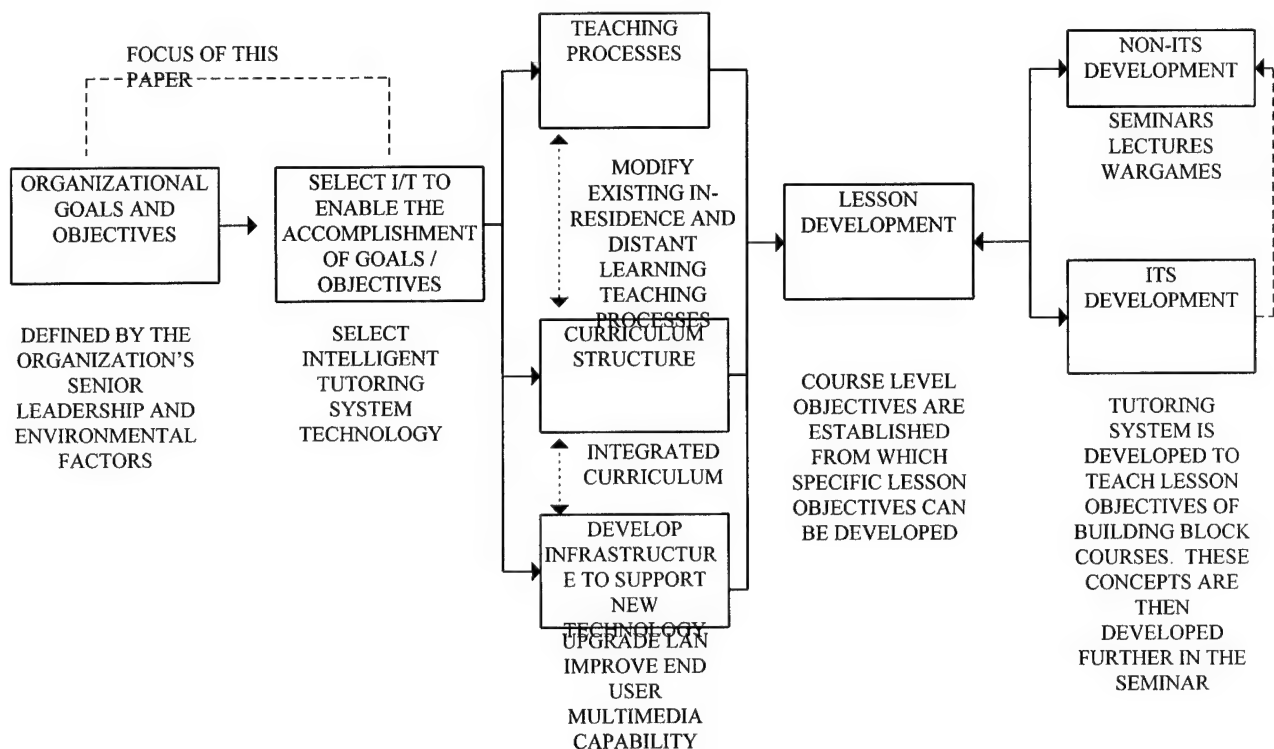 FOCUS OF THIS
PAPER
ORGANIZATIONAL
GOALS AND
OBJECTIVES
DEFINED BY THE
ORGANIZATION'S
SENIOR
LEADERSHIP AND
ENVIRONMENTAL
FACTORS
SELECT I/T TO
ENABLE THE
ACCOMPLISHMENT
OF GOALS /
OBJECTIVES
SELECT
INTELLIGENT
TUTORING
SYSTEM
TECHNOLOGY
TEACHING
PROCESSES
MODIFY
EXISTING IN-
RESIDENCE AND
DISTANT
LEARNING
TEACHING
PROCESSES
CURRICULUM
STRUCTURE
INTEGRATED
CURRICULUM
DEVELOP
INFRASTRUCTUR
E TO SUPPORT
NEW
TECHNOLOGY
UPGRADE LAN
IMPROVE END
USER
MULTIMEDIA
CAPABILITY
LESSON
DEVELOPMENT
COURSE LEVEL
OBJECTIVES ARE
ESTABLISHED
FROM WHICH
SPECIFIC LESSON
OBJECTIVES CAN
BE DEVELOPED
NON-ITS
DEVELOPMENT
SEMINARS
LECTURES
WARGAMES
ITS
DEVELOPMENT
TUTORING
SYSTEM IS
DEVELOPED TO
TEACH LESSON
OBJECTIVES OF
BUILDING BLOCK
COURSES. THESE
CONCEPTS ARE
THEN
DEVELOPED
FURTHER IN THE
SEMINAR